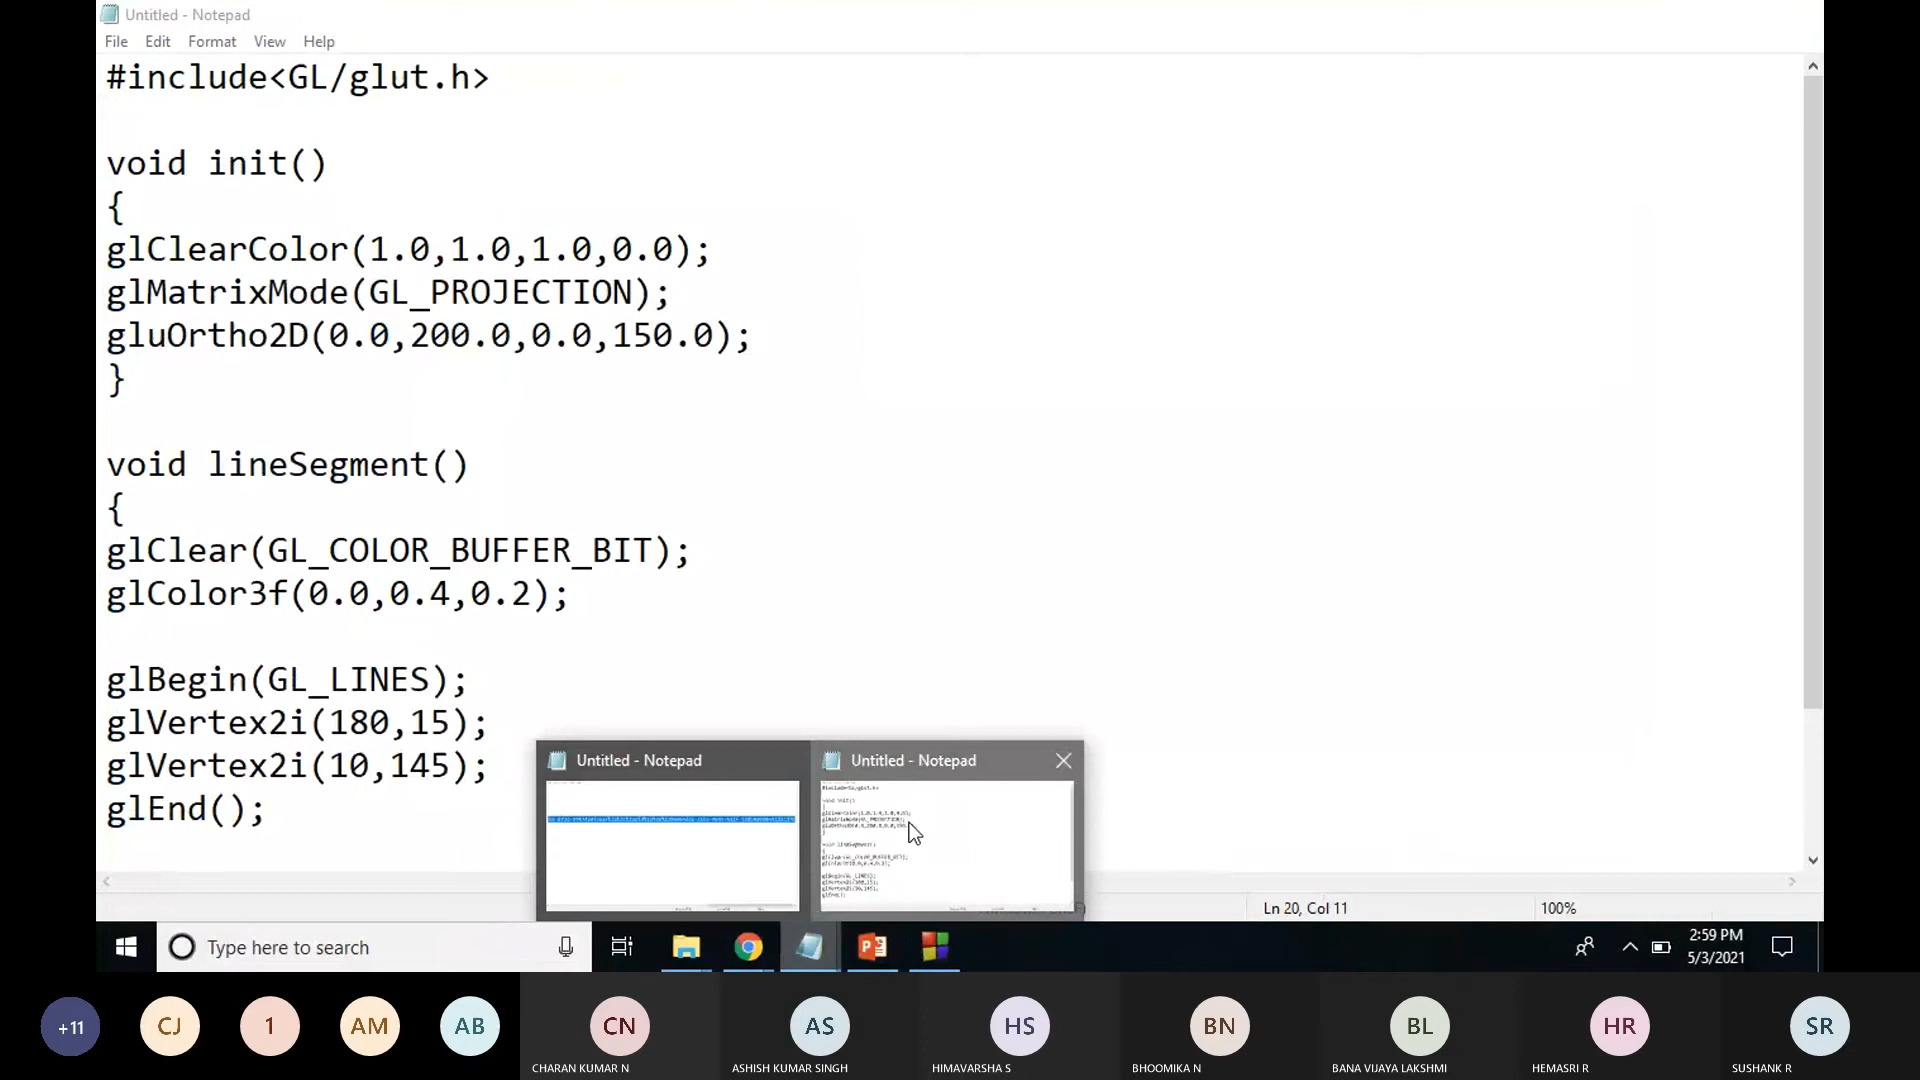 Untitled - Notepad
File Edit Format View Help
#include<GL/glut.h>
void init()
{
glClearColor(1.0,1.0,1.0,0.0);
glMatrixMode(GL_PROJECTION);
gluOrtho2D(0.0,200.0,0.0,150.0);
}
void lineSegment()
{
glClear(GL_COLOR_BUFFER_BIT);
glColor3f(0.0,0.4,0.2);
glBegin(GL_LINES);
glVertex2i(180,15);
glVertex2i(10,145);
glEnd();
Untitled - Notepad
Untitled - Notepad
Ln 20, Col 11
100%
Type here to search
2:59 PM
5/3/2021
+11
CJ
1
AM
AB
CN
AS
HS
BN
BL
HR
SR
CHARAN KUMAR N
ASHISH KUMAR SINGH
HIMAVARSHA S
BHOOMIKA N
BANA VIJAYA LAKSHMI
HEMASRI R
SUSHANK R